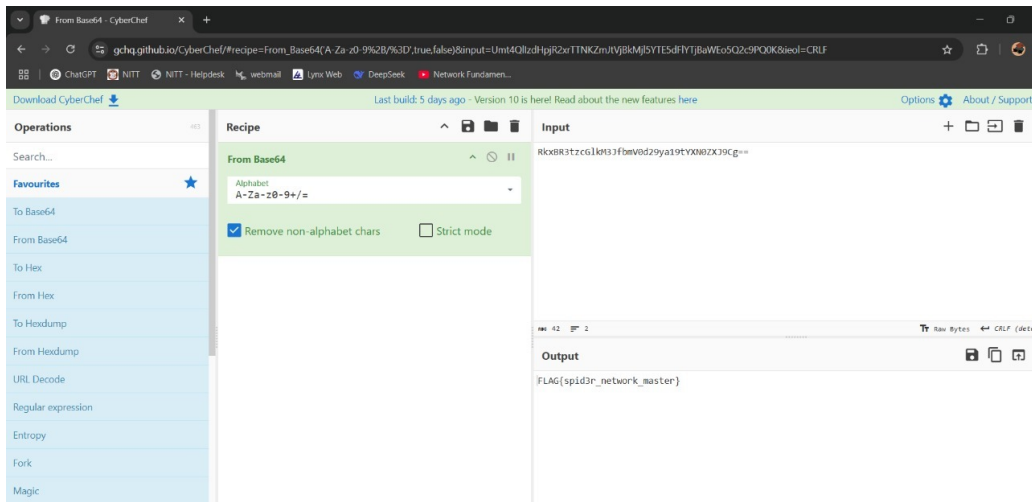 From Base64 - CyberChef
gchq.github.io/CyberChef/#recipe=From_Base64('A-Za-z0-9%2B/%3D',true,false)&input=Umt4QllzdHpjR2xrTTNKZmJtVjBkMjl5YTE5dFlYTjBaWEo5Q2c9PQ0K&ieol=CRLF
ChatGPT NITT NITT - Helpdesk webmail Lynx Web DeepSeek Network Fundamen...
Download CyberChef Last build: 5 days ago - Version 10 is here! Read about the new features here Options About / Support
Operations 463
Search...
Favourites
To Base64
From Base64
To Hex
From Hex
To Hexdump
From Hexdump
URL Decode
Regular expression
Entropy
Fork
Magic
Recipe
From Base64
Alphabet
A-Za-z0-9+/=
Remove non-alphabet chars Strict mode
Input
RkxBR3tzcGlkM3JfbmV0d29ya19tYXN0ZXJ9Cg==
42 2 Raw Bytes CRLF
Output
FLAG{spid3r_network_master}